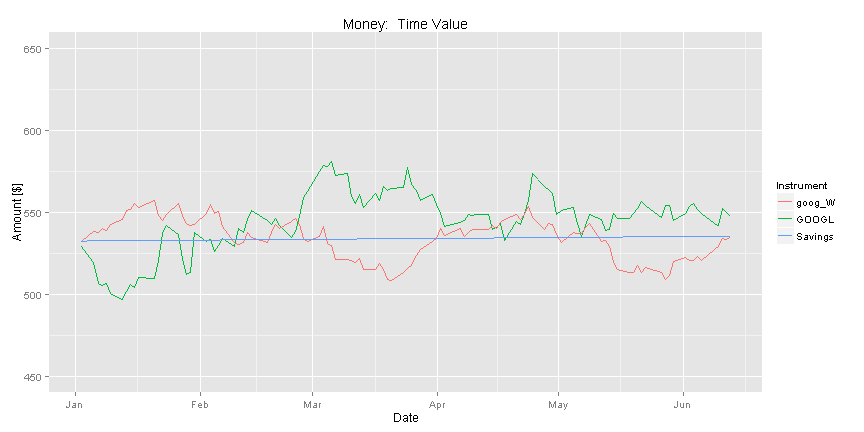 Money:  Time Value
Amount [$]
650
600
550
500
450
Jan Feb Mar Apr May Jun
Date
Instrument
goog_W
GOOGL
Savings